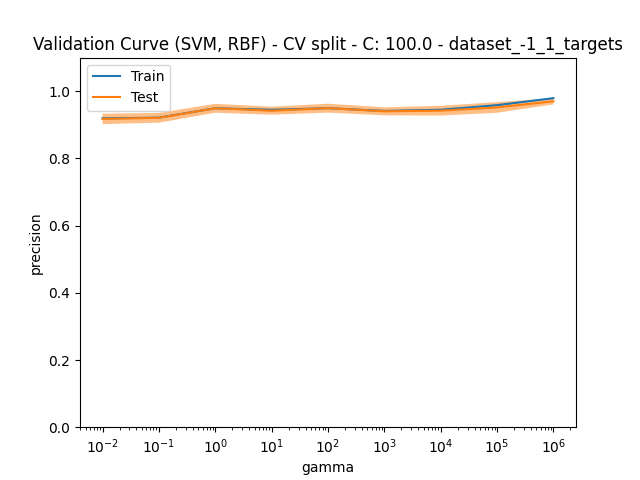 Validation Curve (SVM, RBF) - CV split - C: 100.0 - dataset_-1_1_targets
Train
Test
1.0
0.8
0.6
0.4
0.2
0.0
precision
10⁻² 10⁻¹ 10⁰ 10¹ 10² 10³ 10⁴ 10⁵ 10⁶
gamma